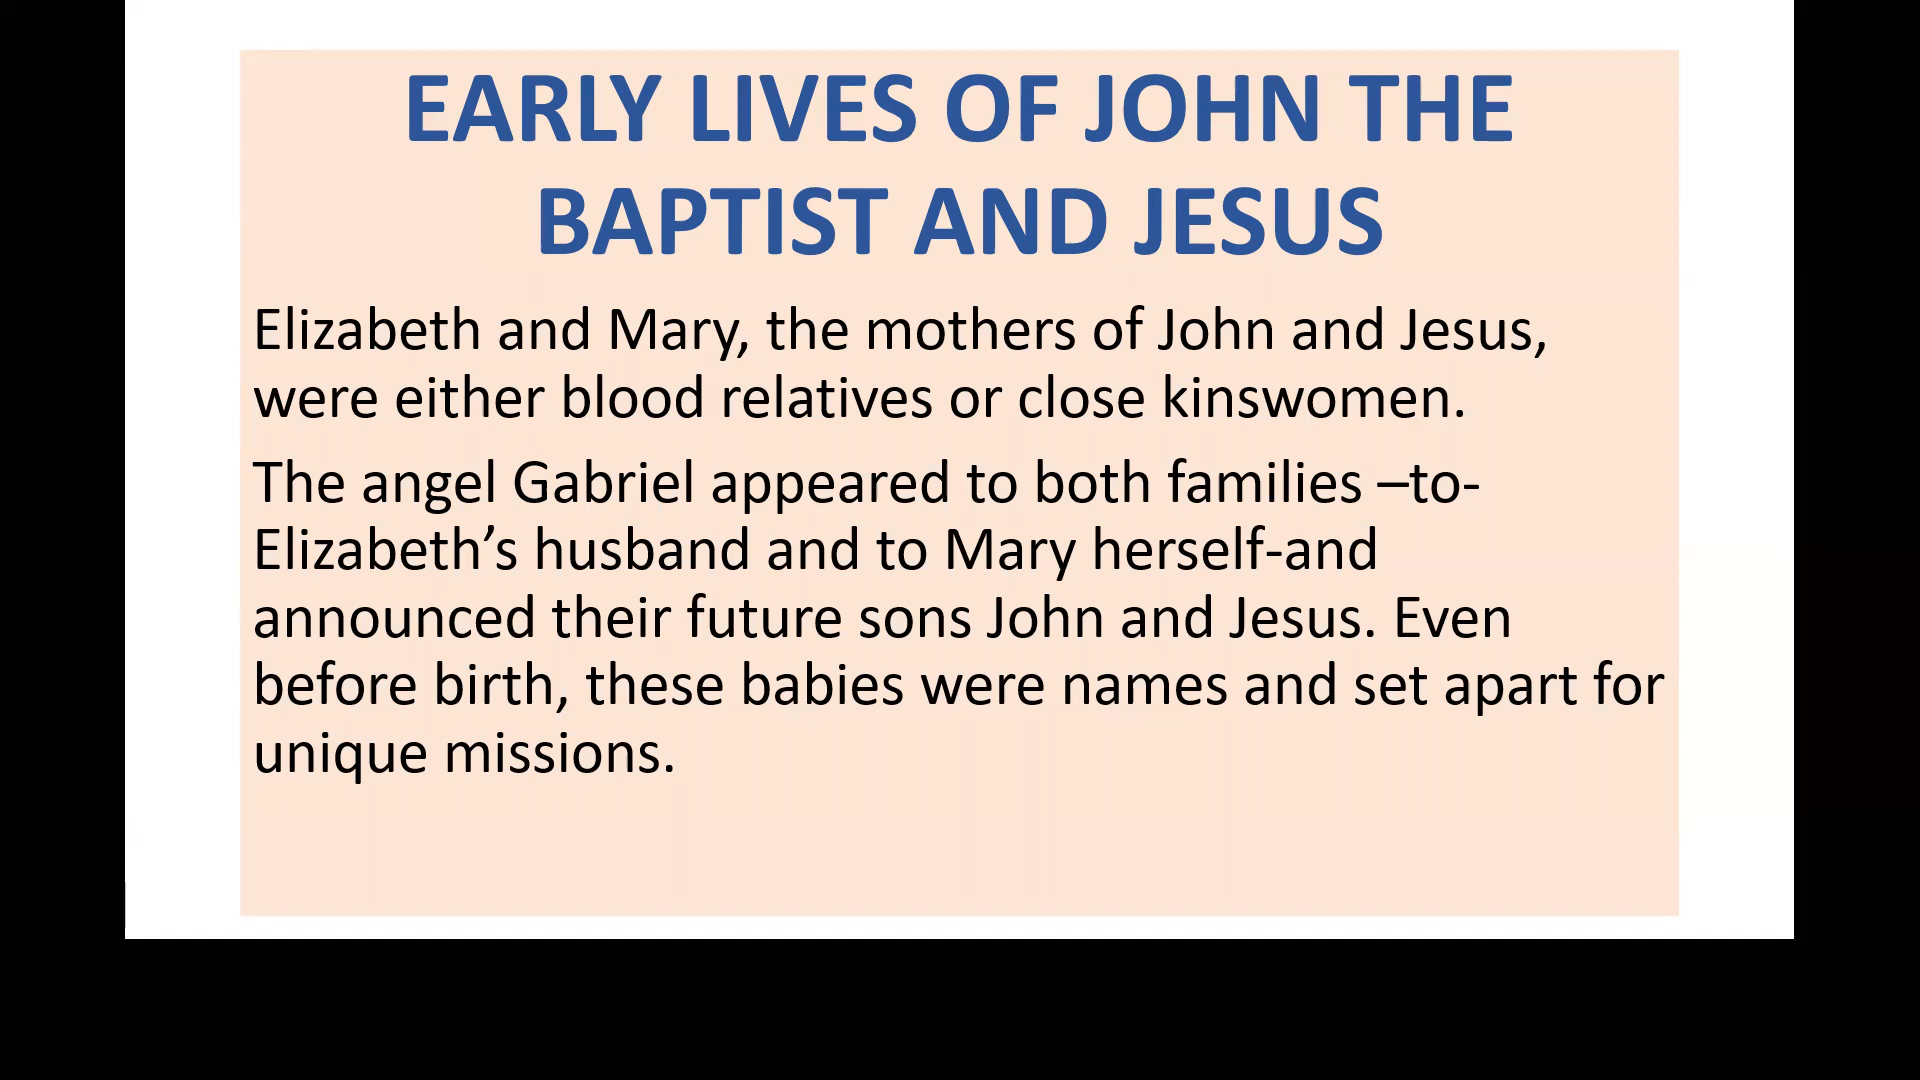 EARLY LIVES OF JOHN THE
BAPTIST AND JESUS
Elizabeth and Mary, the mothers of John and Jesus,
were either blood relatives or close kinswomen.
The angel Gabriel appeared to both families –to-
Elizabeth’s husband and to Mary herself-and
announced their future sons John and Jesus. Even
before birth, these babies were names and set apart for
unique missions.